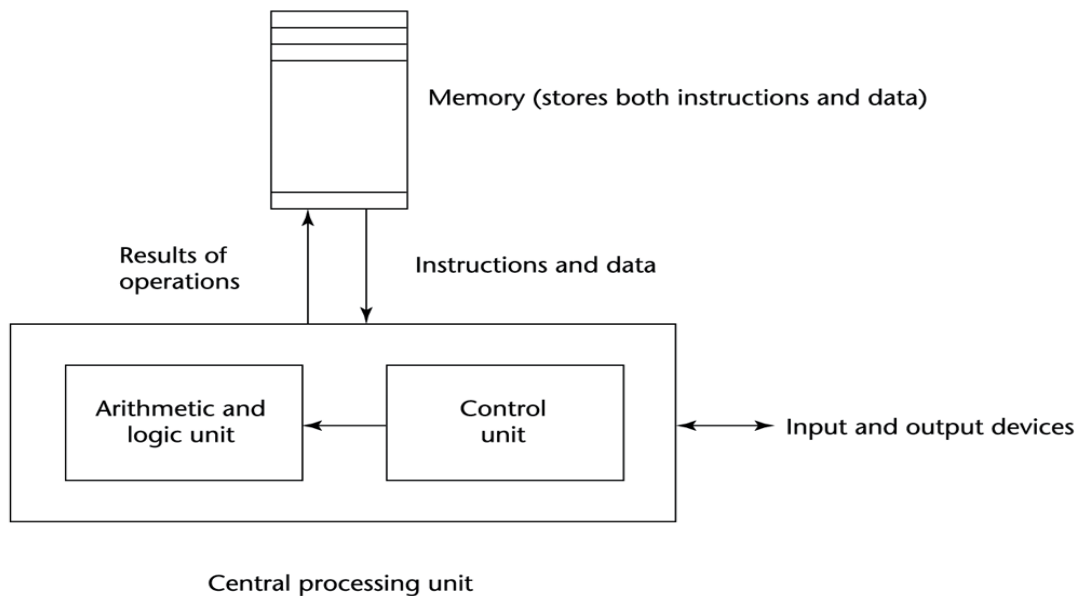 Memory (stores both instructions and data)
Results of
operations
Instructions and data
Arithmetic and
logic unit
Control
unit
Input and output devices
Central processing unit